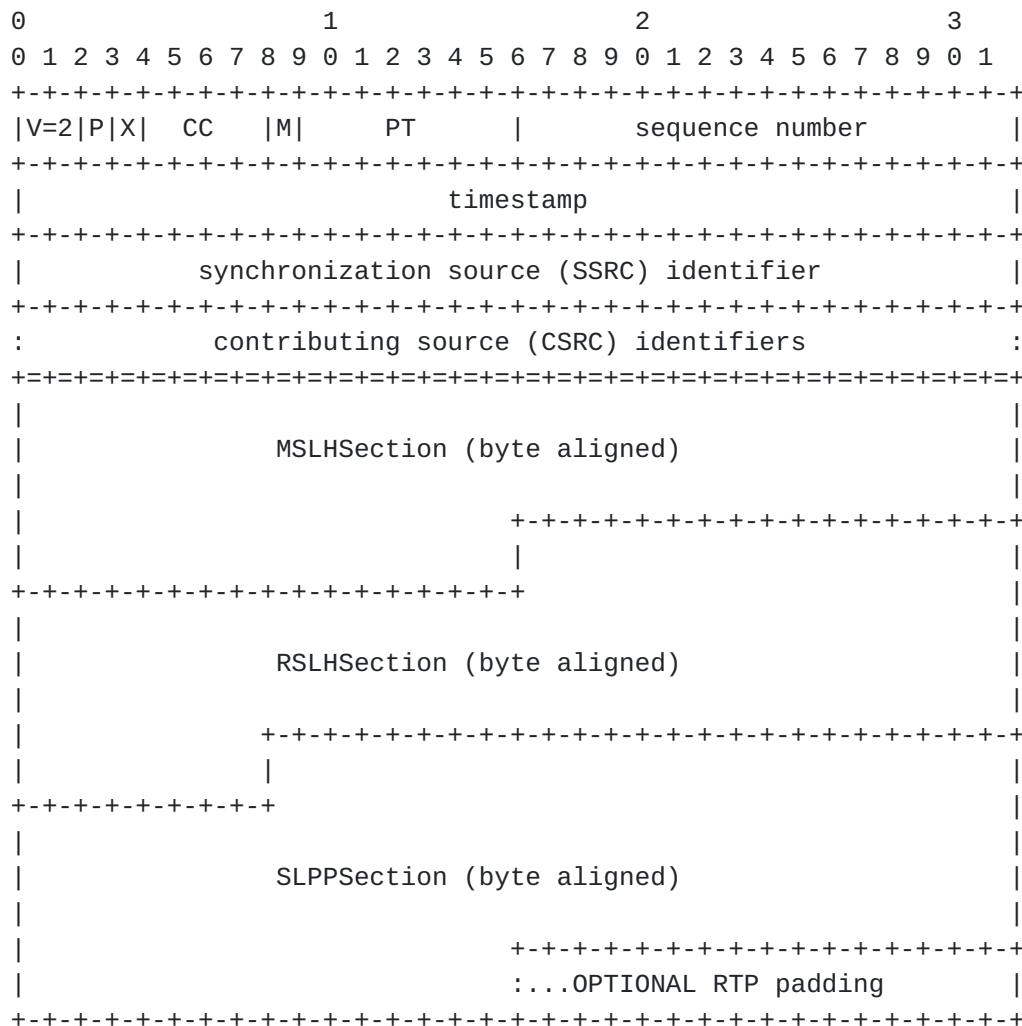 0                   1                   2                   3
0 1 2 3 4 5 6 7 8 9 0 1 2 3 4 5 6 7 8 9 0 1 2 3 4 5 6 7 8 9 0 1
+-+-+-+-+-+-+-+-+-+-+-+-+-+-+-+-+-+-+-+-+-+-+-+-+-+-+-+-+-+-+-+-+
|V=2|P|X|  CC   |M|     PT      |       sequence number         |
+-+-+-+-+-+-+-+-+-+-+-+-+-+-+-+-+-+-+-+-+-+-+-+-+-+-+-+-+-+-+-+-+
|                           timestamp                           |
+-+-+-+-+-+-+-+-+-+-+-+-+-+-+-+-+-+-+-+-+-+-+-+-+-+-+-+-+-+-+-+-+
|           synchronization source (SSRC) identifier            |
+-+-+-+-+-+-+-+-+-+-+-+-+-+-+-+-+-+-+-+-+-+-+-+-+-+-+-+-+-+-+-+-+
:            contributing source (CSRC) identifiers             :
+=+=+=+=+=+=+=+=+=+=+=+=+=+=+=+=+=+=+=+=+=+=+=+=+=+=+=+=+=+=+=+=+
|                                                               |
|                MSLHSection (byte aligned)                     |
|                                                               |
|                               +-+-+-+-+-+-+-+-+-+-+-+-+-+-+-+-+
|                               |                               |
+-+-+-+-+-+-+-+-+-+-+-+-+-+-+-+-+                               |
|                                                               |
|                RSLHSection (byte aligned)                     |
|                                                               |
|               +-+-+-+-+-+-+-+-+-+-+-+-+-+-+-+-+-+-+-+-+-+-+-+-+
|               |                                               |
+-+-+-+-+-+-+-+-+                                               |
|                                                               |
|                SLPPSection (byte aligned)                     |
|                                                               |
|                               +-+-+-+-+-+-+-+-+-+-+-+-+-+-+-+-+
|                               :...OPTIONAL RTP padding        |
+-+-+-+-+-+-+-+-+-+-+-+-+-+-+-+-+-+-+-+-+-+-+-+-+-+-+-+-+-+-+-+-+